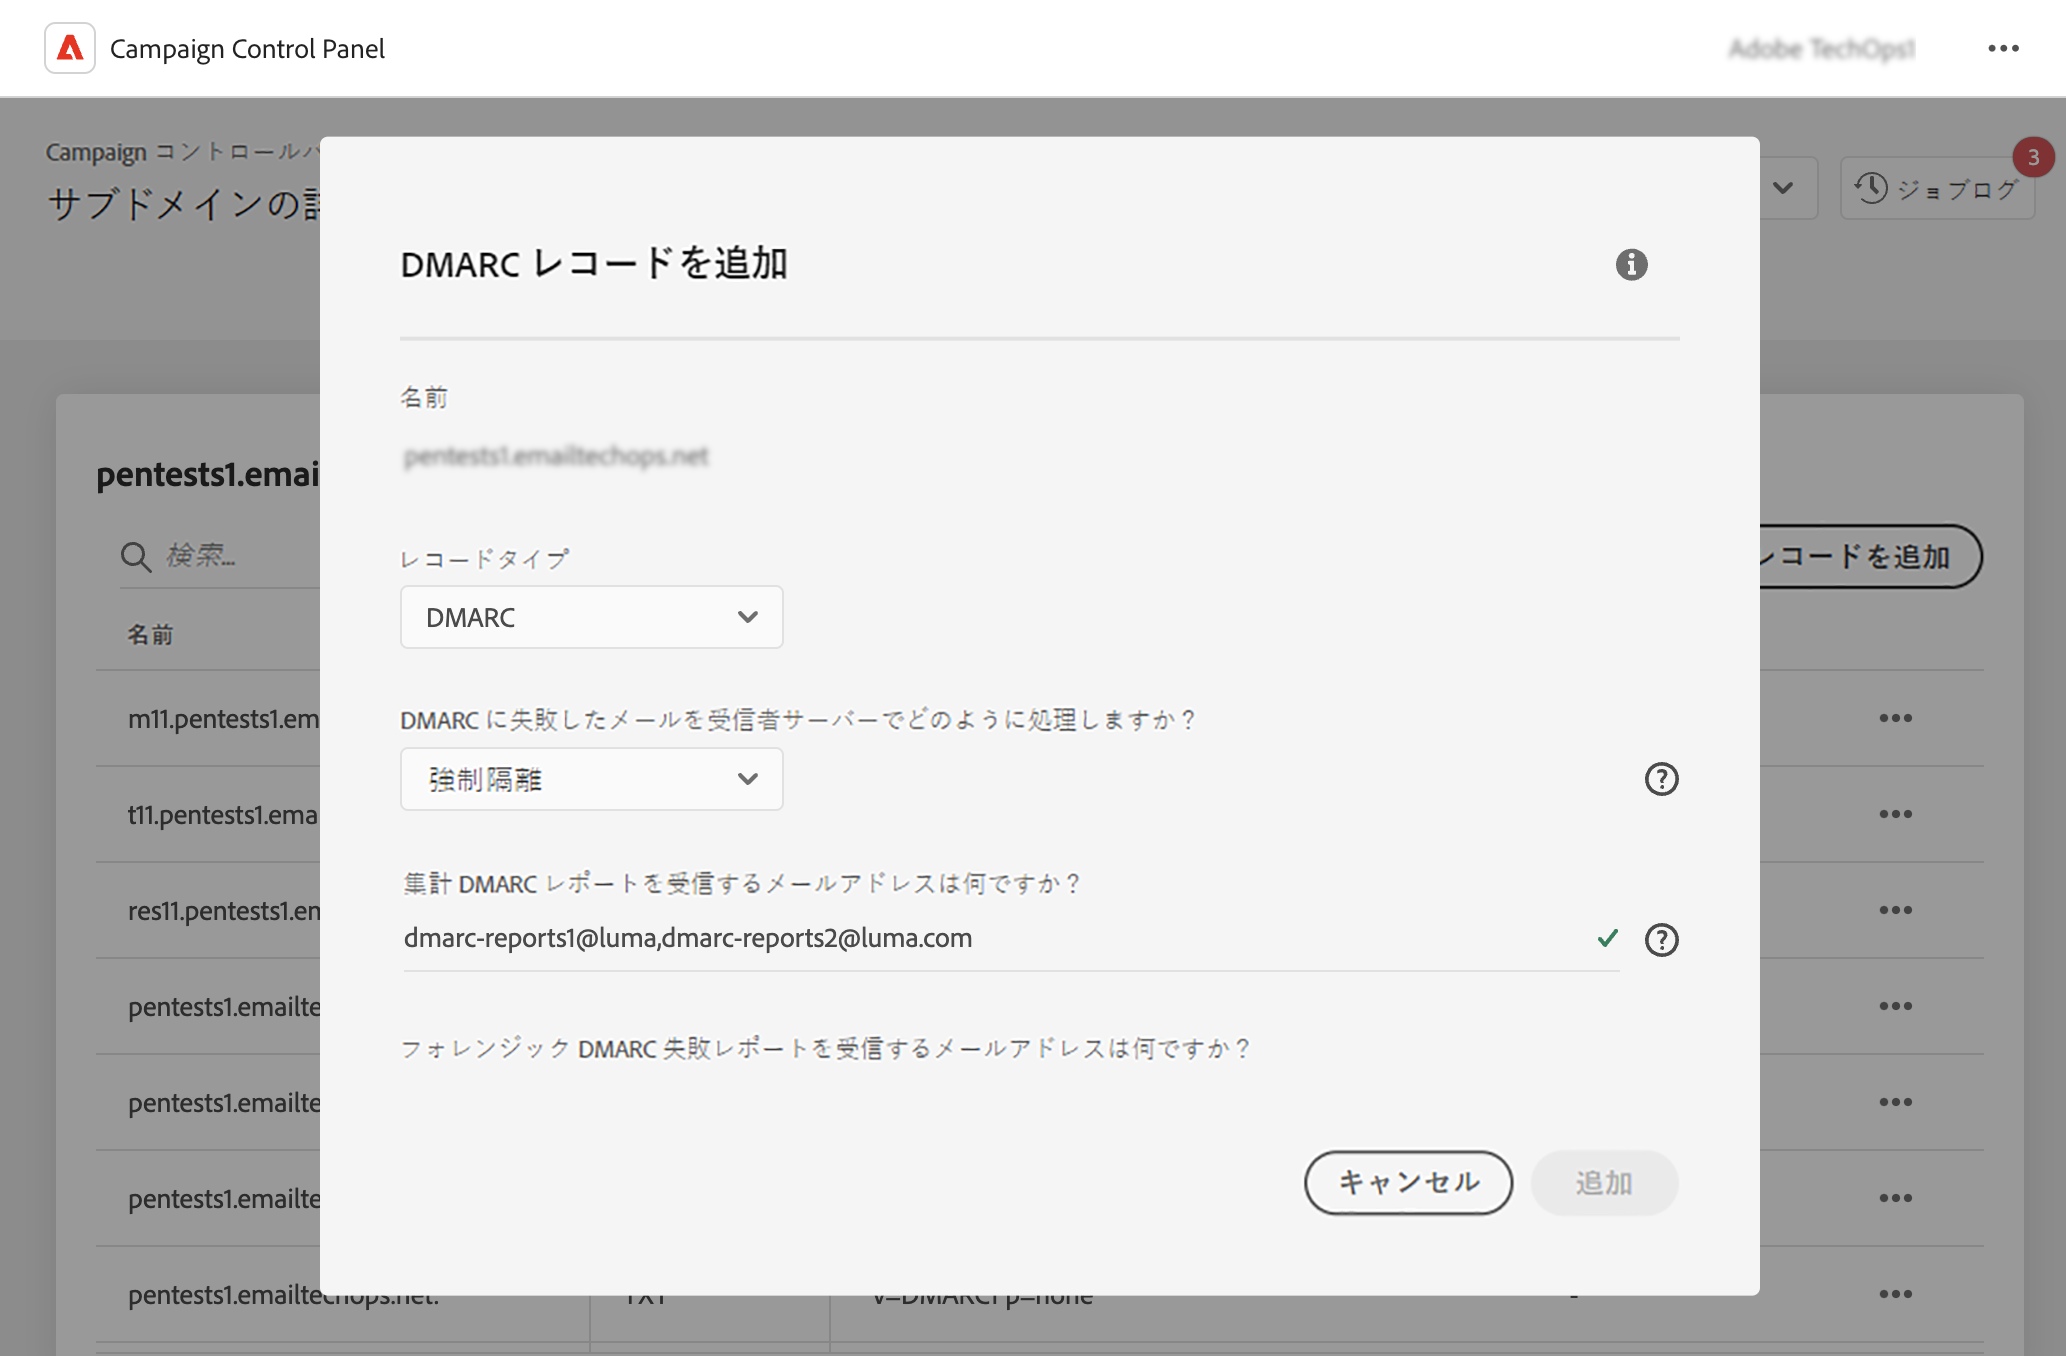 Campaign Control Panel
Adobe TechOps1
Campaign コントロールパ
サブドメインの詳
ジョブログ
3
pentests1.emai
検索...
レコードを追加
名前
m11.pentests1.em
t11.pentests1.ema
res11.pentests1.en
pentests1.emailte
pentests1.emailte
pentests1.emailte
pentests1.emailtechops.net.
TXT
v=DMARC1 p=none
-
DMARC レコードを追加
名前
pentests1.emailtechops.net
レコードタイプ
DMARC
DMARC に失敗したメールを受信者サーバーでどのように処理しますか？
強制隔離
集計 DMARC レポートを受信するメールアドレスは何ですか？
dmarc-reports1@luma,dmarc-reports2@luma.com
フォレンジック DMARC 失敗レポートを受信するメールアドレスは何ですか？
キャンセル
追加